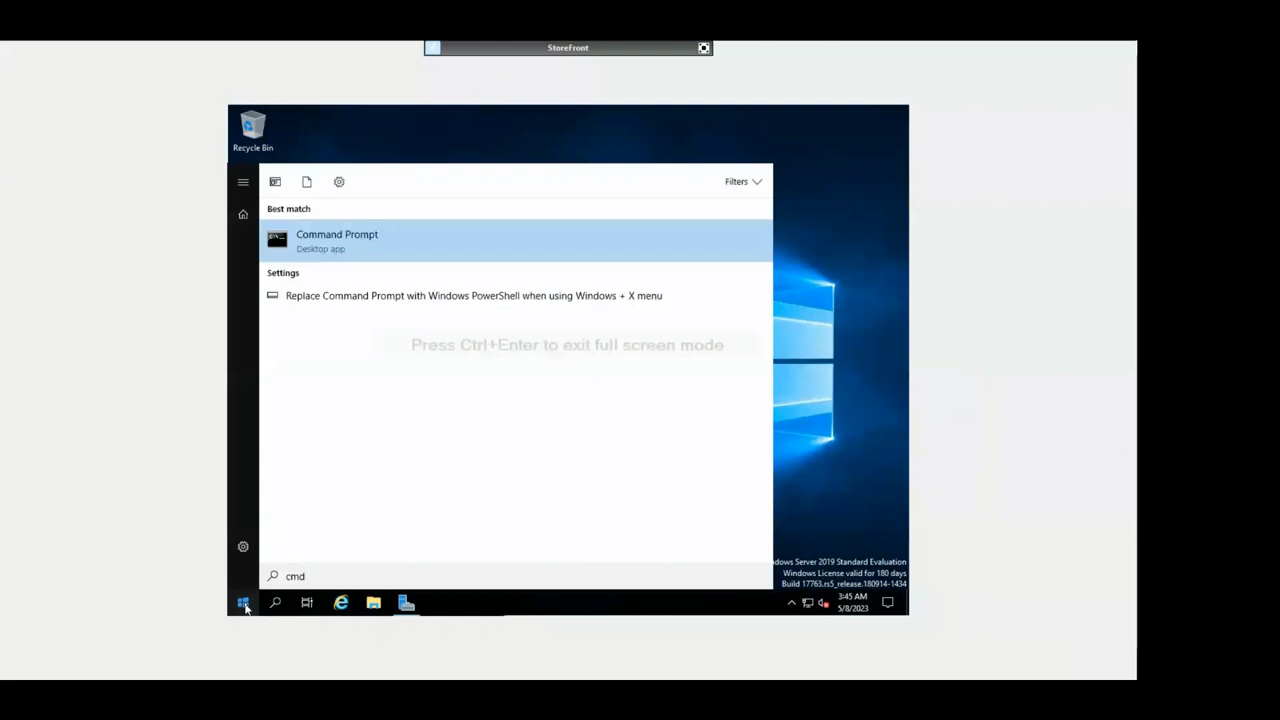 StoreFront
Recycle Bin
Filters
Best match
Command Prompt
Desktop app
Settings
Replace Command Prompt with Windows PowerShell when using Windows + X menu
Press Ctrl+Enter to exit full screen mode
dows Server 2019 Standard Evaluation
Windows License valid for 180 days
Build 17763.rs5_release.180914-1434
cmd
3:45 AM
5/8/2023